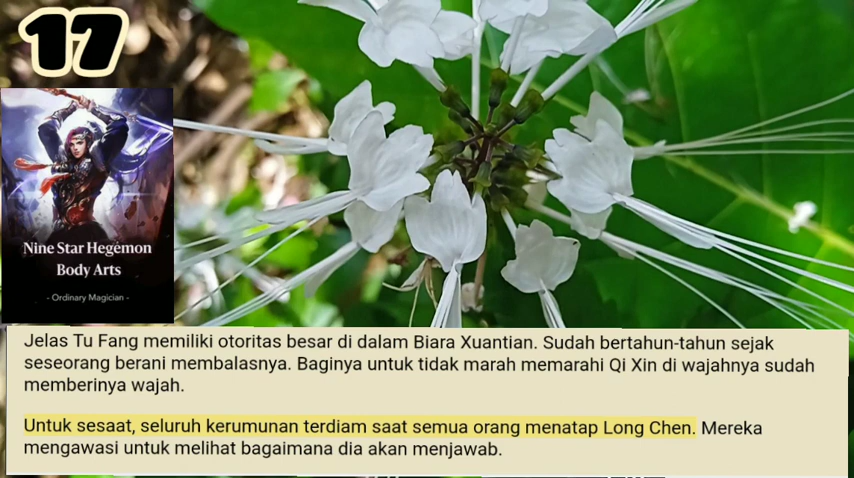 17
Nine Star Hegemon
Body Arts
- Ordinary Magician -
Jelas Tu Fang memiliki otoritas besar di dalam Biara Xuantian. Sudah bertahun-tahun sejak
seseorang berani membalasnya. Baginya untuk tidak marah memarahi Qi Xin di wajahnya sudah
memberinya wajah.
Untuk sesaat, seluruh kerumunan terdiam saat semua orang menatap Long Chen. Mereka
mengawasi untuk melihat bagaimana dia akan menjawab.